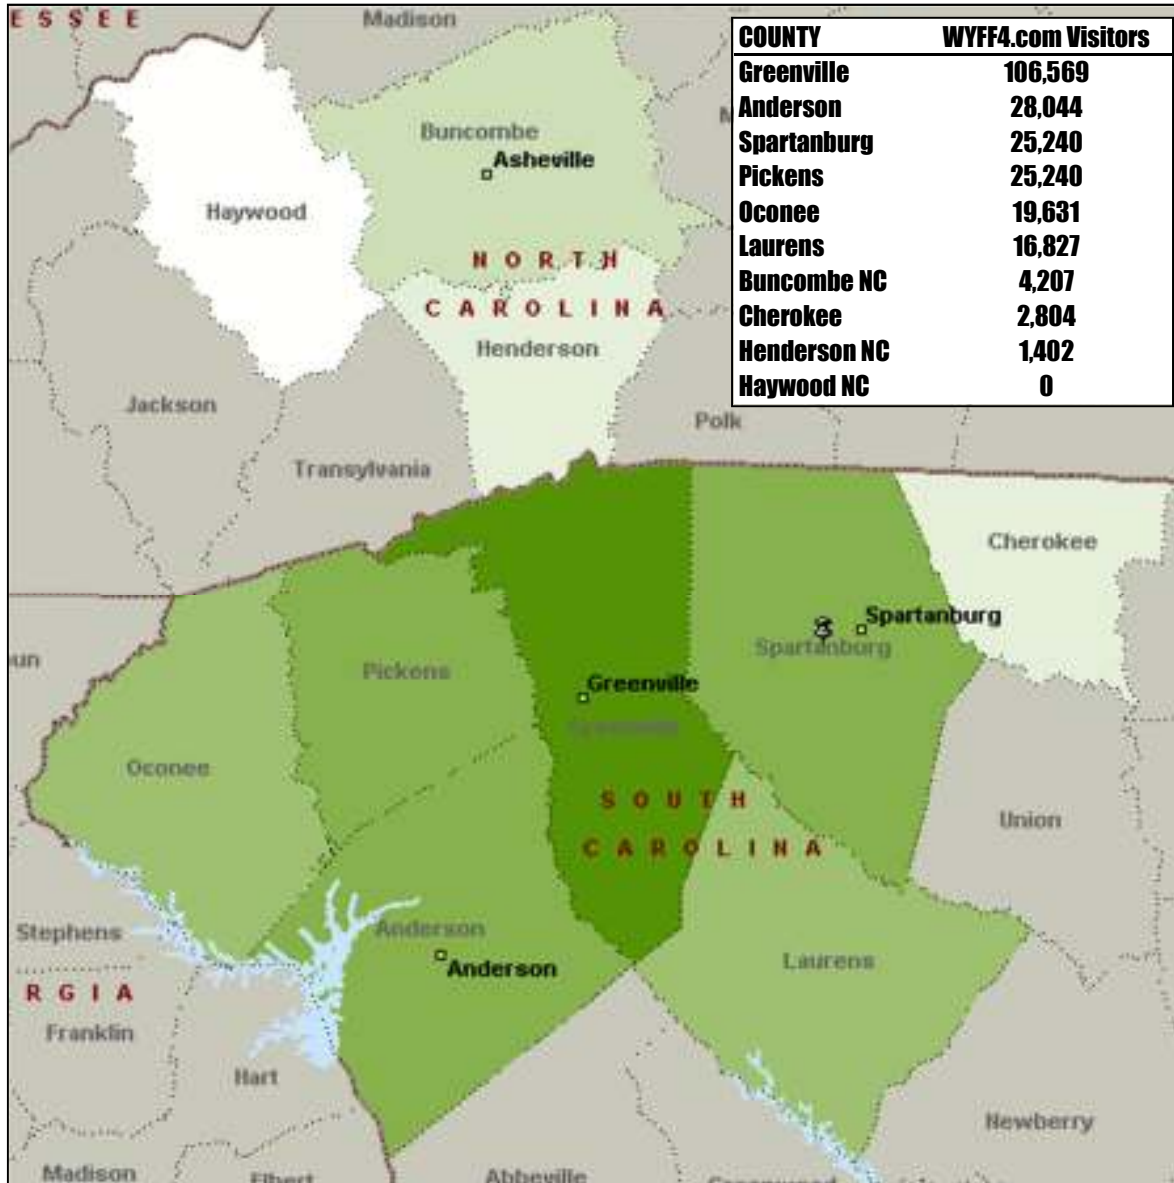 E S S E E
Madison
COUNTY WYFF4.com Visitors
Greenville 106,569
Anderson 28,044
Spartanburg 25,240
Pickens 25,240
Oconee 19,631
Laurens 16,827
Buncombe NC 4,207
Cherokee 2,804
Henderson NC 1,402
Haywood NC 0
Buncombe
Asheville
Haywood
N O R T H
C A R O L I N A
Henderson
Jackson
Polk
Transylvania
Cherokee
Spartanburg
Spartanburg
Pickens
Greenville
Greenville
Oconee
S O U T H
C A R O L I N A
Union
Stephens
Anderson
Anderson
Laurens
R G I A
Franklin
Hart
Newberry
Madison
Elbert
Abbeville